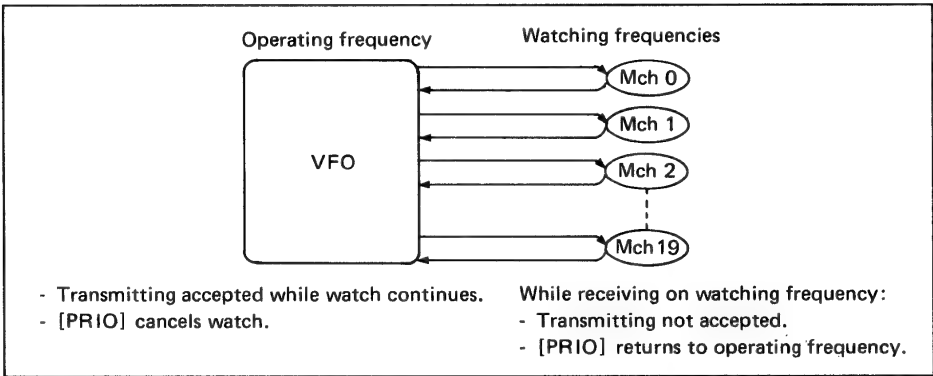 Operating frequency
Watching frequencies
VFO
Mch 0
Mch 1
Mch 2
Mch 19
- Transmitting accepted while watch continues.
- [PRIO] cancels watch.
While receiving on watching frequency:
- Transmitting not accepted.
- [PRIO] returns to operating frequency.